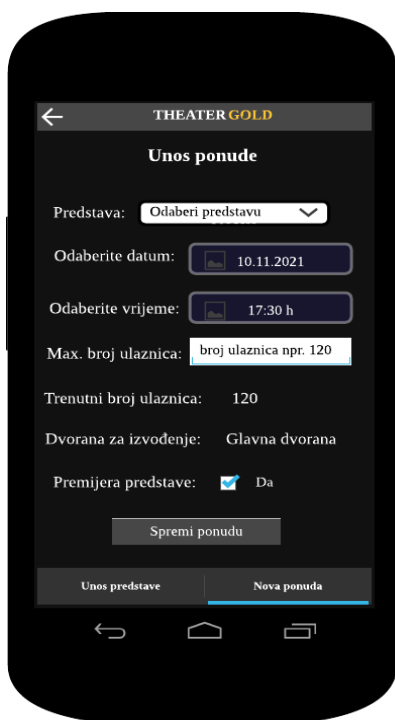 THEATER GOLD
Unos ponude
Predstava: Odaberi predstavu
Odaberite datum: 10.11.2021
Odaberite vrijeme: 17:30 h
Max. broj ulaznica: broj ulaznica npr. 120
Trenutni broj ulaznica: 120
Dvorana za izvođenje: Glavna dvorana
Premijera predstave: Da
Spremi ponudu
Unos predstave Nova ponuda